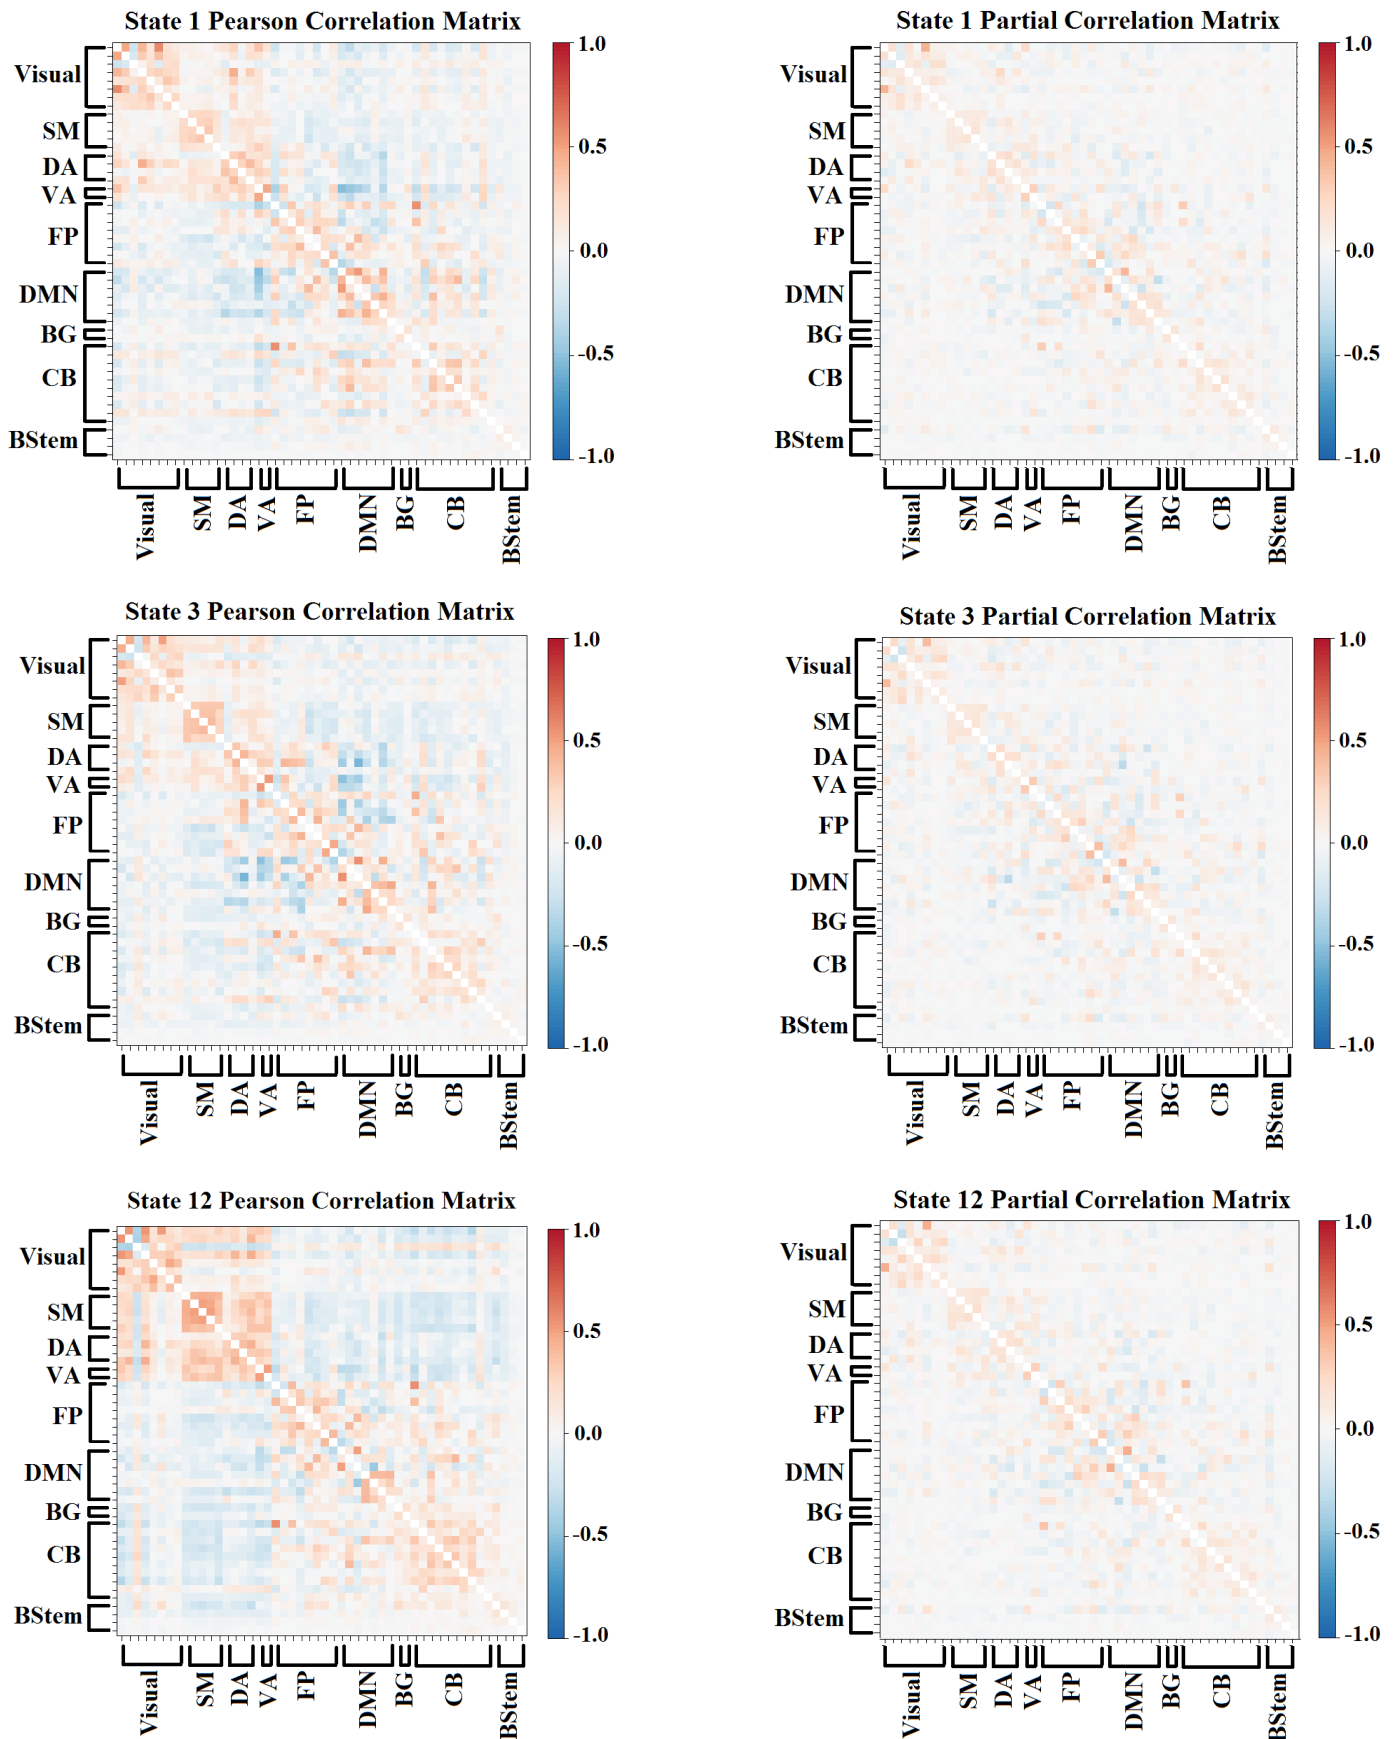 State 1 Pearson Correlation Matrix
Visual
SM
DA
VA
FP
DMN
BG
CB
BStem
1.0
0.5
0.0
-0.5
-1.0
Visual
SM
DA
VA
FP
DMN
BG
CB
BStem
State 1 Partial Correlation Matrix
Visual
SM
DA
VA
FP
DMN
BG
CB
BStem
1.0
0.5
0.0
-0.5
-1.0
Visual
SM
DA
VA
FP
DMN
BG
CB
BStem
State 3 Pearson Correlation Matrix
Visual
SM
DA
VA
FP
DMN
BG
CB
BStem
1.0
0.5
0.0
-0.5
-1.0
Visual
SM
DA
VA
FP
DMN
BG
CB
BStem
State 3 Partial Correlation Matrix
Visual
SM
DA
VA
FP
DMN
BG
CB
BStem
1.0
0.5
0.0
-0.5
-1.0
Visual
SM
DA
VA
FP
DMN
BG
CB
BStem
State 12 Pearson Correlation Matrix
Visual
SM
DA
VA
FP
DMN
BG
CB
BStem
1.0
0.5
0.0
-0.5
-1.0
Visual
SM
DA
VA
FP
DMN
BG
CB
BStem
State 12 Partial Correlation Matrix
Visual
SM
DA
VA
FP
DMN
BG
CB
BStem
1.0
0.5
0.0
-0.5
-1.0
Visual
SM
DA
VA
FP
DMN
BG
CB
BStem